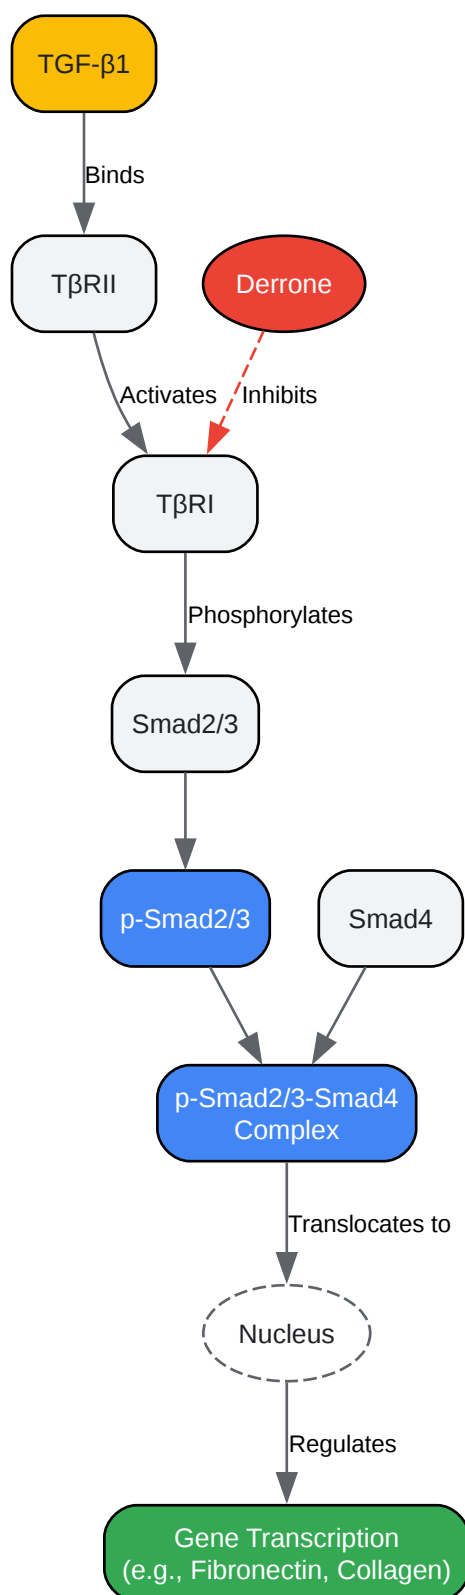 TGF-β1
Binds
TβRII
Derrone
Activates
Inhibits
TβRI
Phosphorylates
Smad2/3
p-Smad2/3
Smad4
p-Smad2/3-Smad4
Complex
Translocates to
Nucleus
Regulates
Gene Transcription
(e.g., Fibronectin, Collagen)